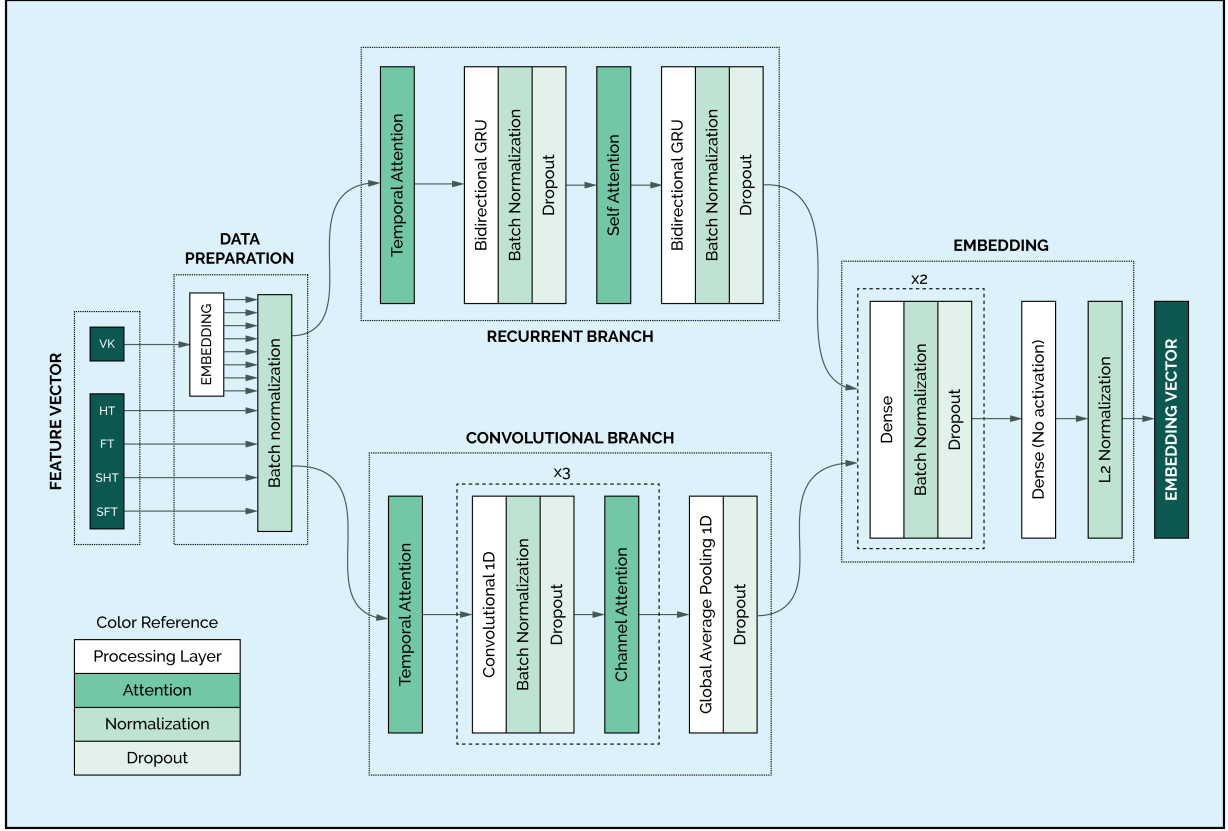 FEATURE VECTOR
VK
HT
FT
SHT
SFT
DATA
PREPARATION
EMBEDDING
Batch normalization
Temporal Attention
Bidirectional GRU
Batch Normalization
Dropout
Self Attention
Bidirectional GRU
Batch Normalization
Dropout
RECURRENT BRANCH
CONVOLUTIONAL BRANCH
x3
Temporal Attention
Convolutional 1D
Batch Normalization
Dropout
Channel Attention
Global Average Pooling 1D
Dropout
EMBEDDING
x2
Dense
Batch Normalization
Dropout
Dense (No activation)
L2 Normalization
EMBEDDING VECTOR
Color Reference
Processing Layer
Attention
Normalization
Dropout